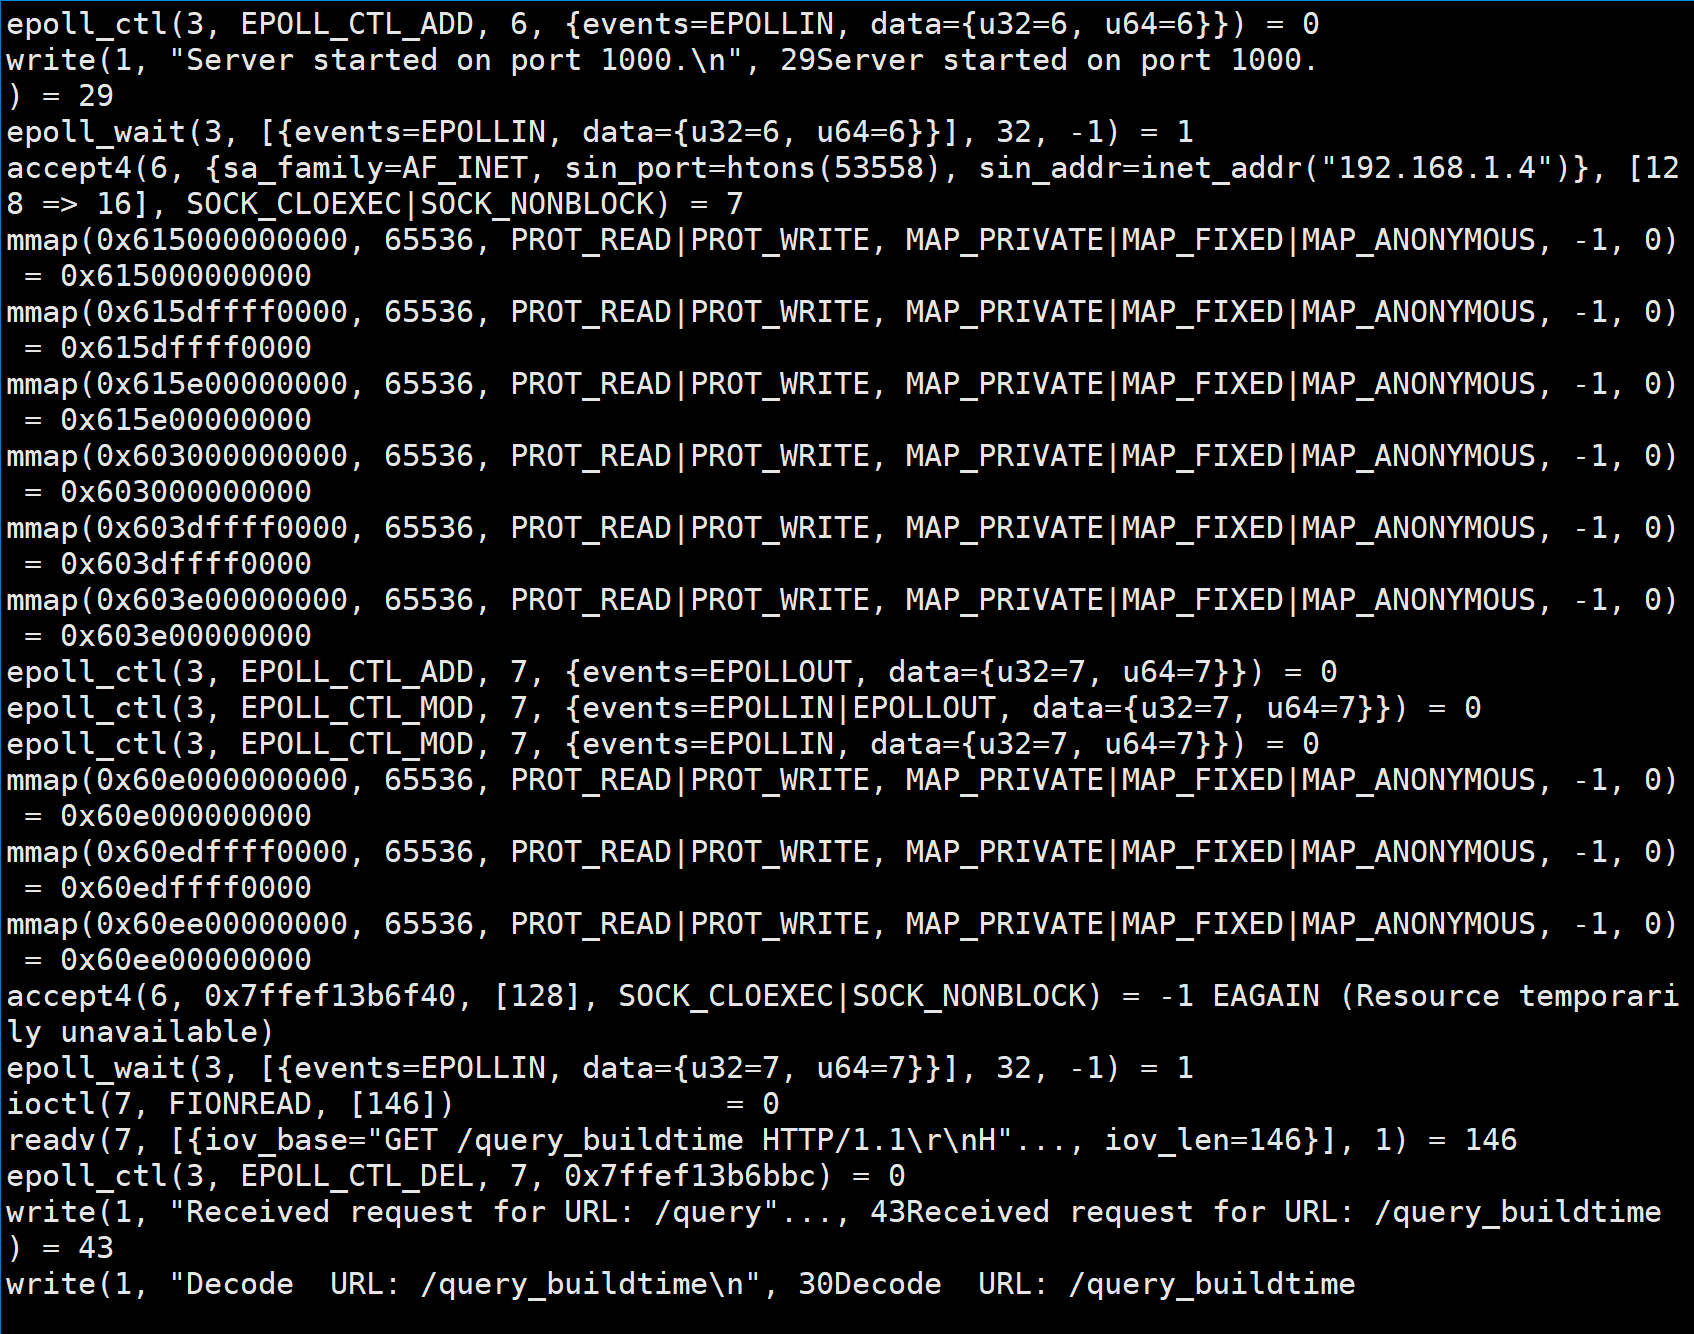 epoll_ctl(3, EPOLL_CTL_ADD, 6, {events=EPOLLIN, data={u32=6, u64=6}}) = 0
write(1, "Server started on port 1000.\n", 29Server started on port 1000.
) = 29
epoll_wait(3, [{events=EPOLLIN, data={u32=6, u64=6}}], 32, -1) = 1
accept4(6, {sa_family=AF_INET, sin_port=htons(53558), sin_addr=inet_addr("192.168.1.4")}, [12
8 => 16], SOCK_CLOEXEC|SOCK_NONBLOCK) = 7
mmap(0x615000000000, 65536, PROT_READ|PROT_WRITE, MAP_PRIVATE|MAP_FIXED|MAP_ANONYMOUS, -1, 0)
 = 0x615000000000
mmap(0x615dffff0000, 65536, PROT_READ|PROT_WRITE, MAP_PRIVATE|MAP_FIXED|MAP_ANONYMOUS, -1, 0)
 = 0x615dffff0000
mmap(0x615e00000000, 65536, PROT_READ|PROT_WRITE, MAP_PRIVATE|MAP_FIXED|MAP_ANONYMOUS, -1, 0)
 = 0x615e00000000
mmap(0x603000000000, 65536, PROT_READ|PROT_WRITE, MAP_PRIVATE|MAP_FIXED|MAP_ANONYMOUS, -1, 0)
 = 0x603000000000
mmap(0x603dffff0000, 65536, PROT_READ|PROT_WRITE, MAP_PRIVATE|MAP_FIXED|MAP_ANONYMOUS, -1, 0)
 = 0x603dffff0000
mmap(0x603e00000000, 65536, PROT_READ|PROT_WRITE, MAP_PRIVATE|MAP_FIXED|MAP_ANONYMOUS, -1, 0)
 = 0x603e00000000
epoll_ctl(3, EPOLL_CTL_ADD, 7, {events=EPOLLOUT, data={u32=7, u64=7}}) = 0
epoll_ctl(3, EPOLL_CTL_MOD, 7, {events=EPOLLIN|EPOLLOUT, data={u32=7, u64=7}}) = 0
epoll_ctl(3, EPOLL_CTL_MOD, 7, {events=EPOLLIN, data={u32=7, u64=7}}) = 0
mmap(0x60e000000000, 65536, PROT_READ|PROT_WRITE, MAP_PRIVATE|MAP_FIXED|MAP_ANONYMOUS, -1, 0)
 = 0x60e000000000
mmap(0x60edffff0000, 65536, PROT_READ|PROT_WRITE, MAP_PRIVATE|MAP_FIXED|MAP_ANONYMOUS, -1, 0)
 = 0x60edffff0000
mmap(0x60ee00000000, 65536, PROT_READ|PROT_WRITE, MAP_PRIVATE|MAP_FIXED|MAP_ANONYMOUS, -1, 0)
 = 0x60ee00000000
accept4(6, 0x7ffef13b6f40, [128], SOCK_CLOEXEC|SOCK_NONBLOCK) = -1 EAGAIN (Resource temporari
ly unavailable)
epoll_wait(3, [{events=EPOLLIN, data={u32=7, u64=7}}], 32, -1) = 1
ioctl(7, FIONREAD, [146])               = 0
readv(7, [{iov_base="GET /query_buildtime HTTP/1.1\r\nH"..., iov_len=146}], 1) = 146
epoll_ctl(3, EPOLL_CTL_DEL, 7, 0x7ffef13b6bbc) = 0
write(1, "Received request for URL: /query"..., 43Received request for URL: /query_buildtime
) = 43
write(1, "Decode  URL: /query_buildtime\n", 30Decode  URL: /query_buildtime